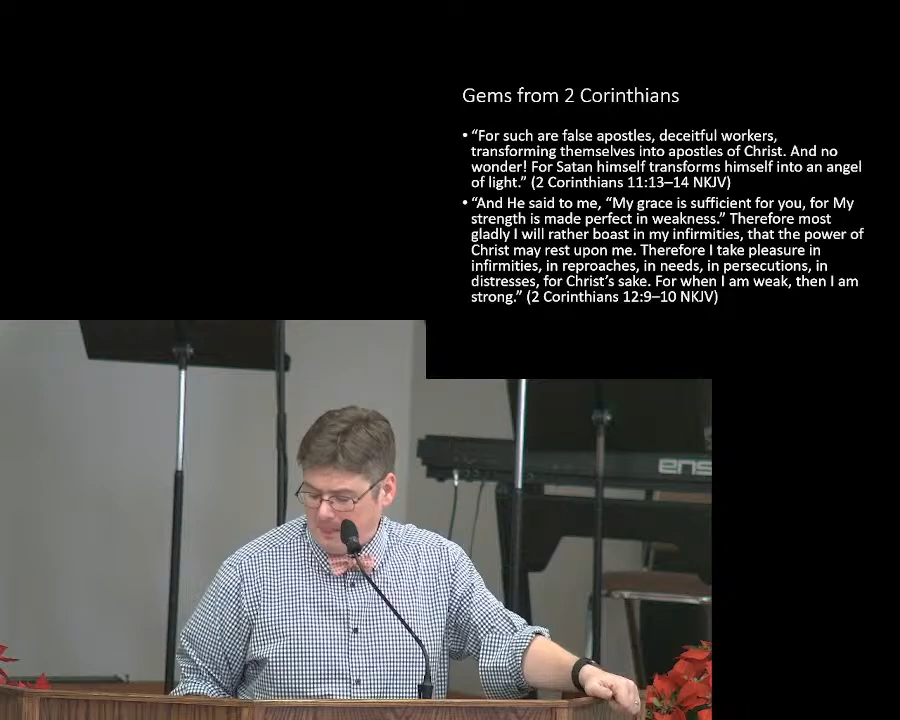 Gems from 2 Corinthians
• “For such are false apostles, deceitful workers,
transforming themselves into apostles of Christ. And no
wonder! For Satan himself transforms himself into an angel
of light.” (2 Corinthians 11:13–14 NKJV)
• “And He said to me, “My grace is sufficient for you, for My
strength is made perfect in weakness.” Therefore most
gladly I will rather boast in my infirmities, that the power of
Christ may rest upon me. Therefore I take pleasure in
infirmities, in reproaches, in needs, in persecutions, in
distresses, for Christ’s sake. For when I am weak, then I am
strong.” (2 Corinthians 12:9–10 NKJV)
ens